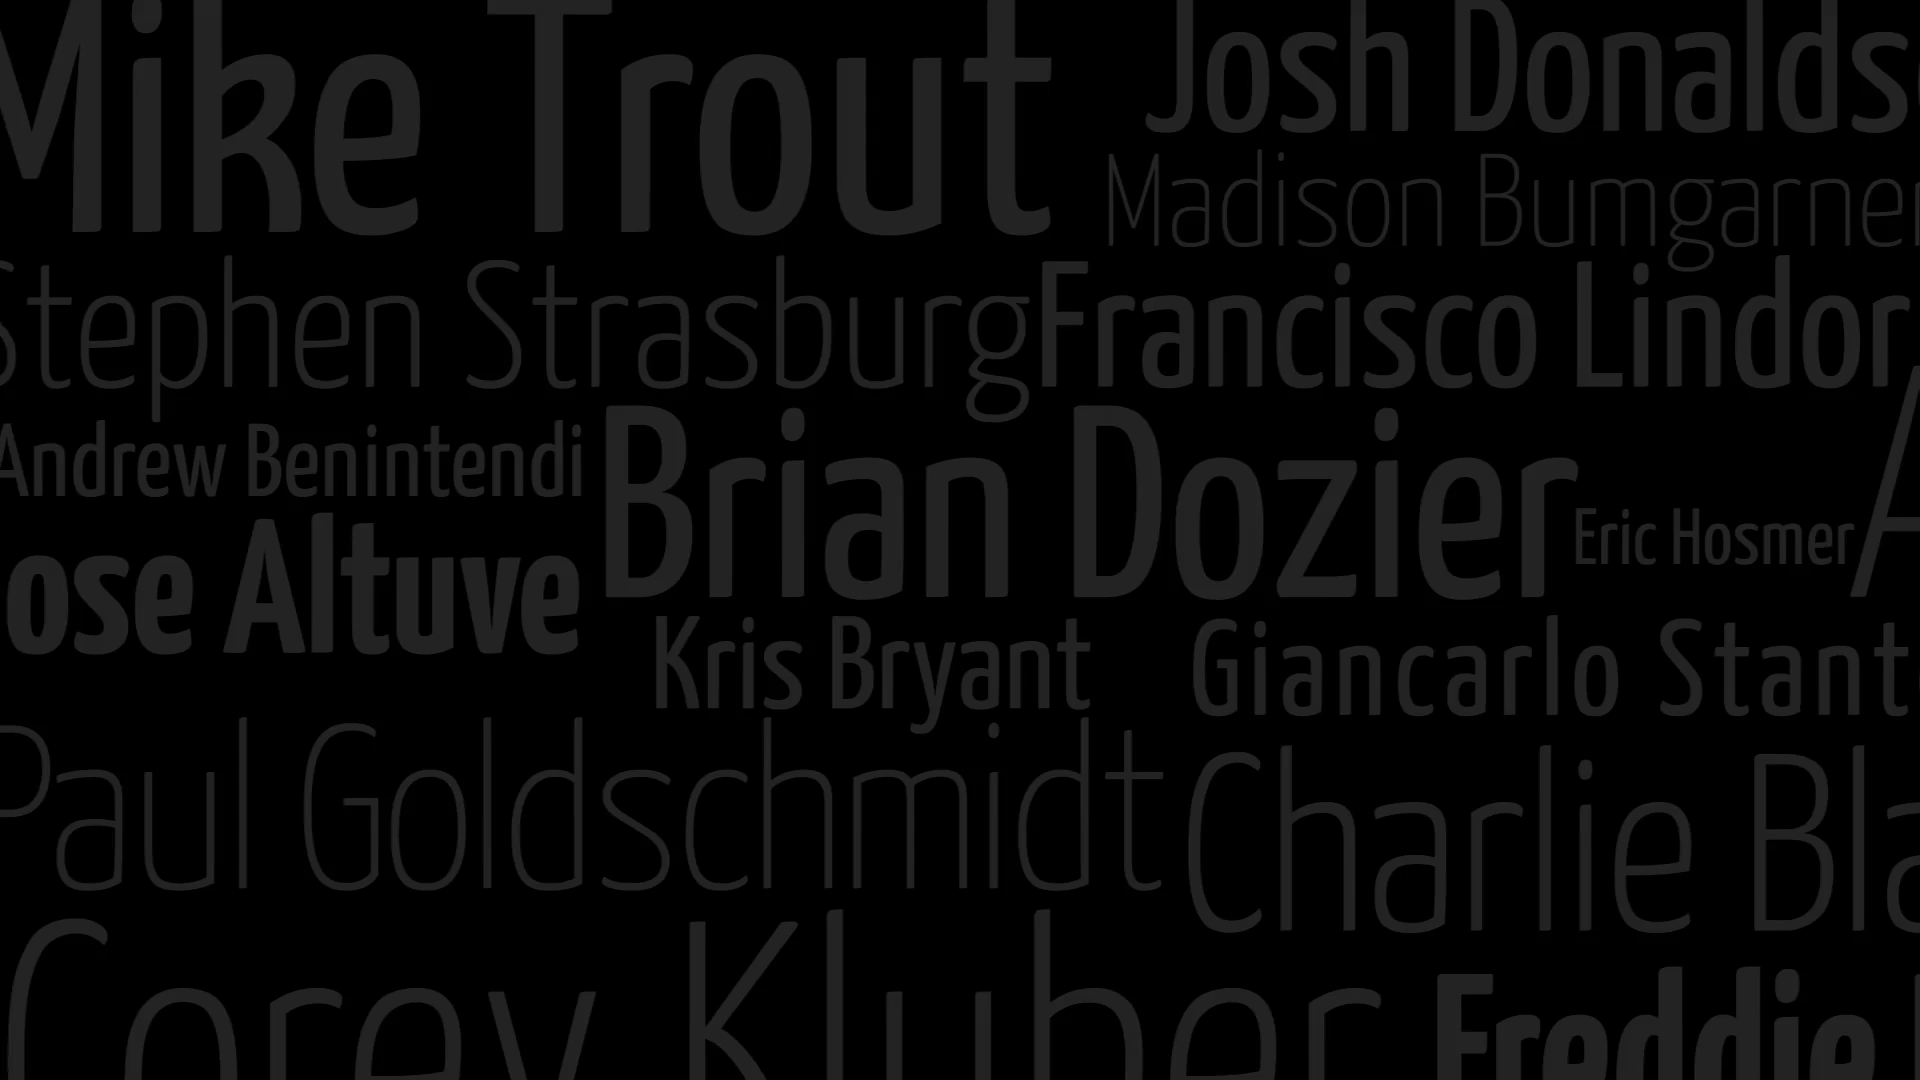 Mike Trout
Josh Donalds
Madison Bumgarner
Stephen Strasburg
Francisco Lindor
Andrew Benintendi
Brian Dozier
Eric Hosmer
A
ose Altuve
Kris Bryant
Giancarlo Stant
Paul Goldschmidt
Charlie Bla
Corey Kluber
Freddie